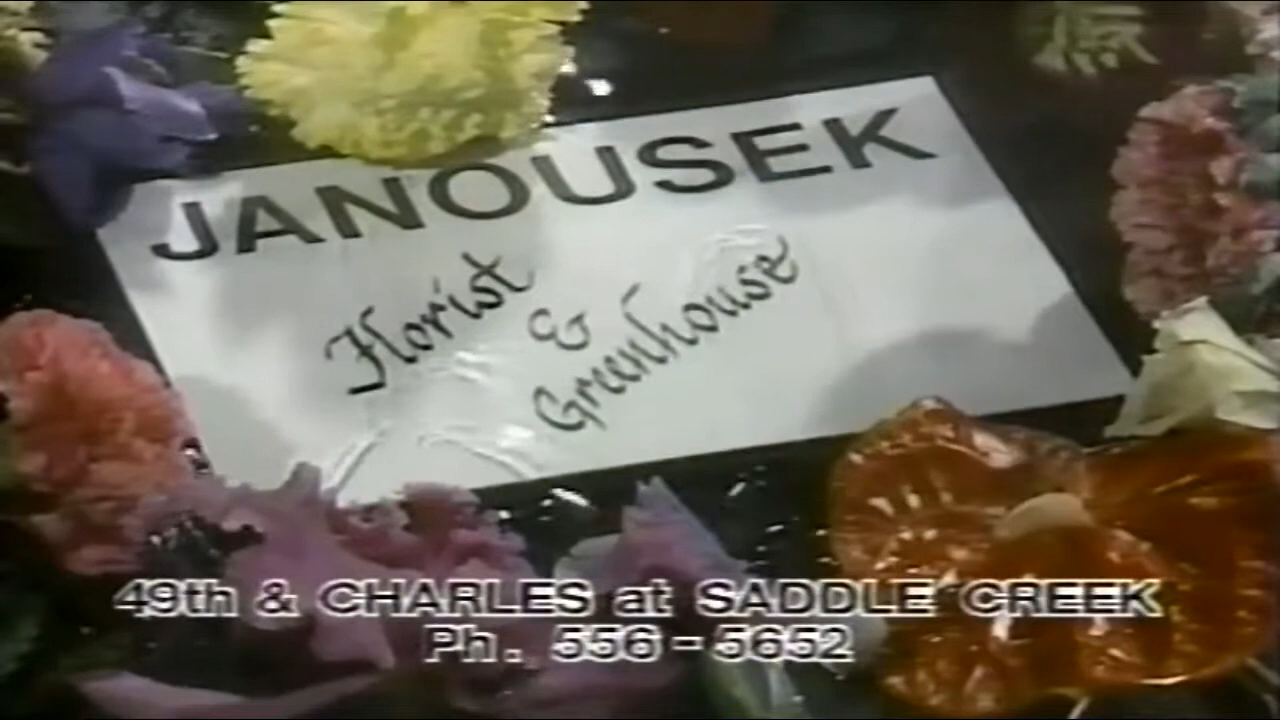 JANOUSEK
Florist
&
Greenhouse
49th & CHARLES at SADDLE CREEK
Ph. 556-5652